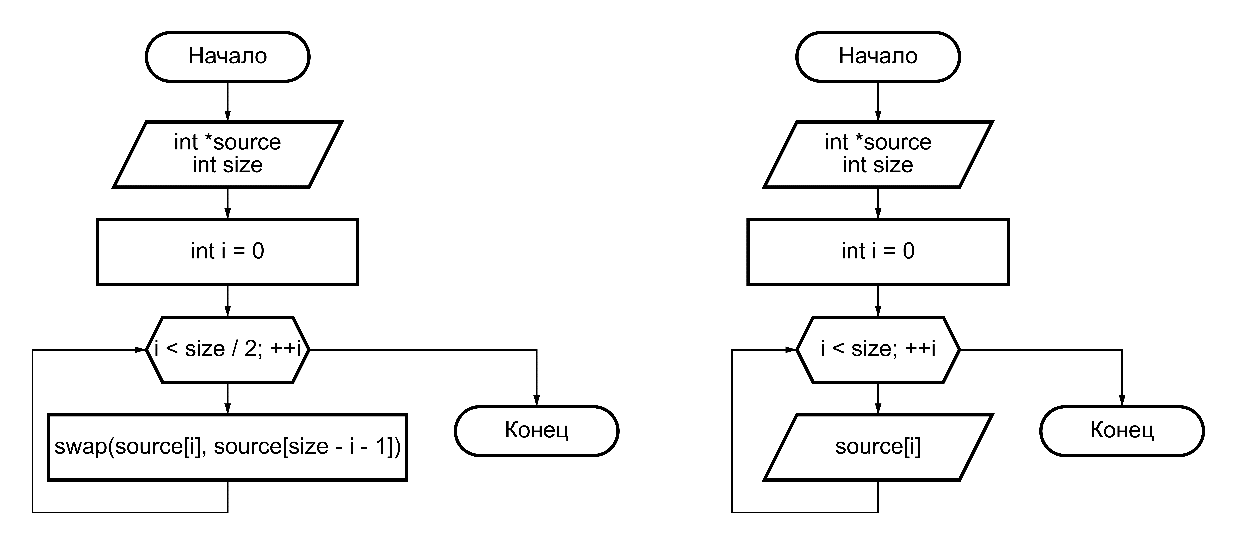 Начало
int *source
int size
int i = 0
i < size / 2; ++i
swap(source[i], source[size - i - 1])
Конец
Начало
int *source
int size
int i = 0
i < size; ++i
source[i]
Конец